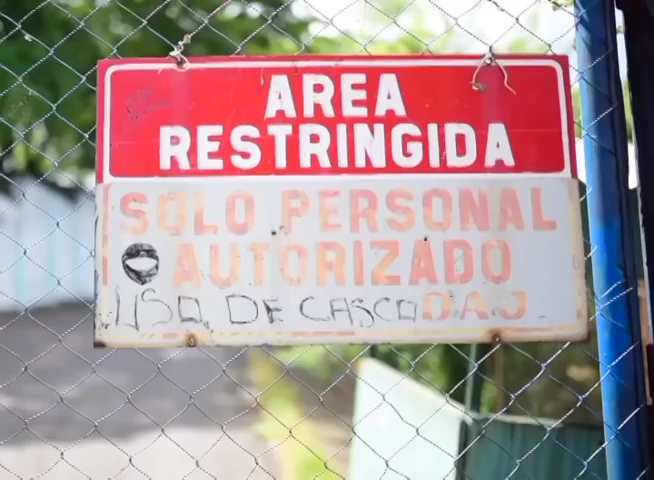 AREA
RESTRINGIDA
SOLO PERSONAL
AUTORIZADO
USO DE CASCO D.A.J.